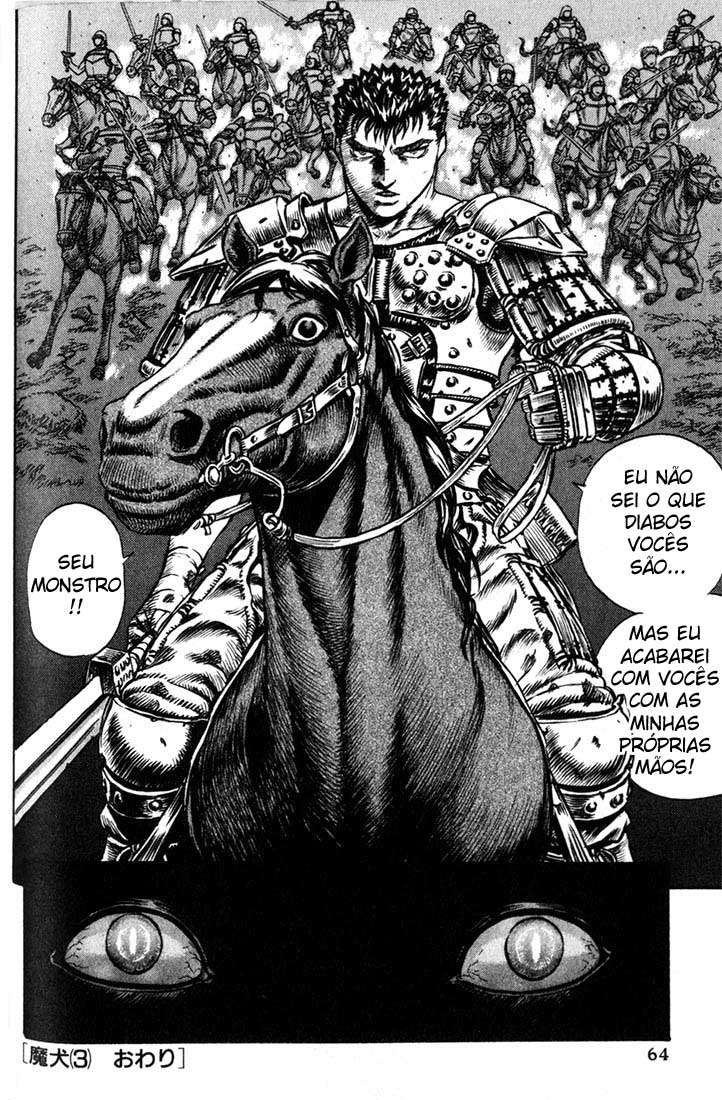 EU NÃO
SEI O QUE
DIABOS
VOCÊS
SÃO...
MAS EU
ACABAREI
COM VOCÊS
COM AS
MINHAS
PRÓPRIAS
MÃOS!
SEU
MONSTRO
!!
[魔犬(3) おわり]
64